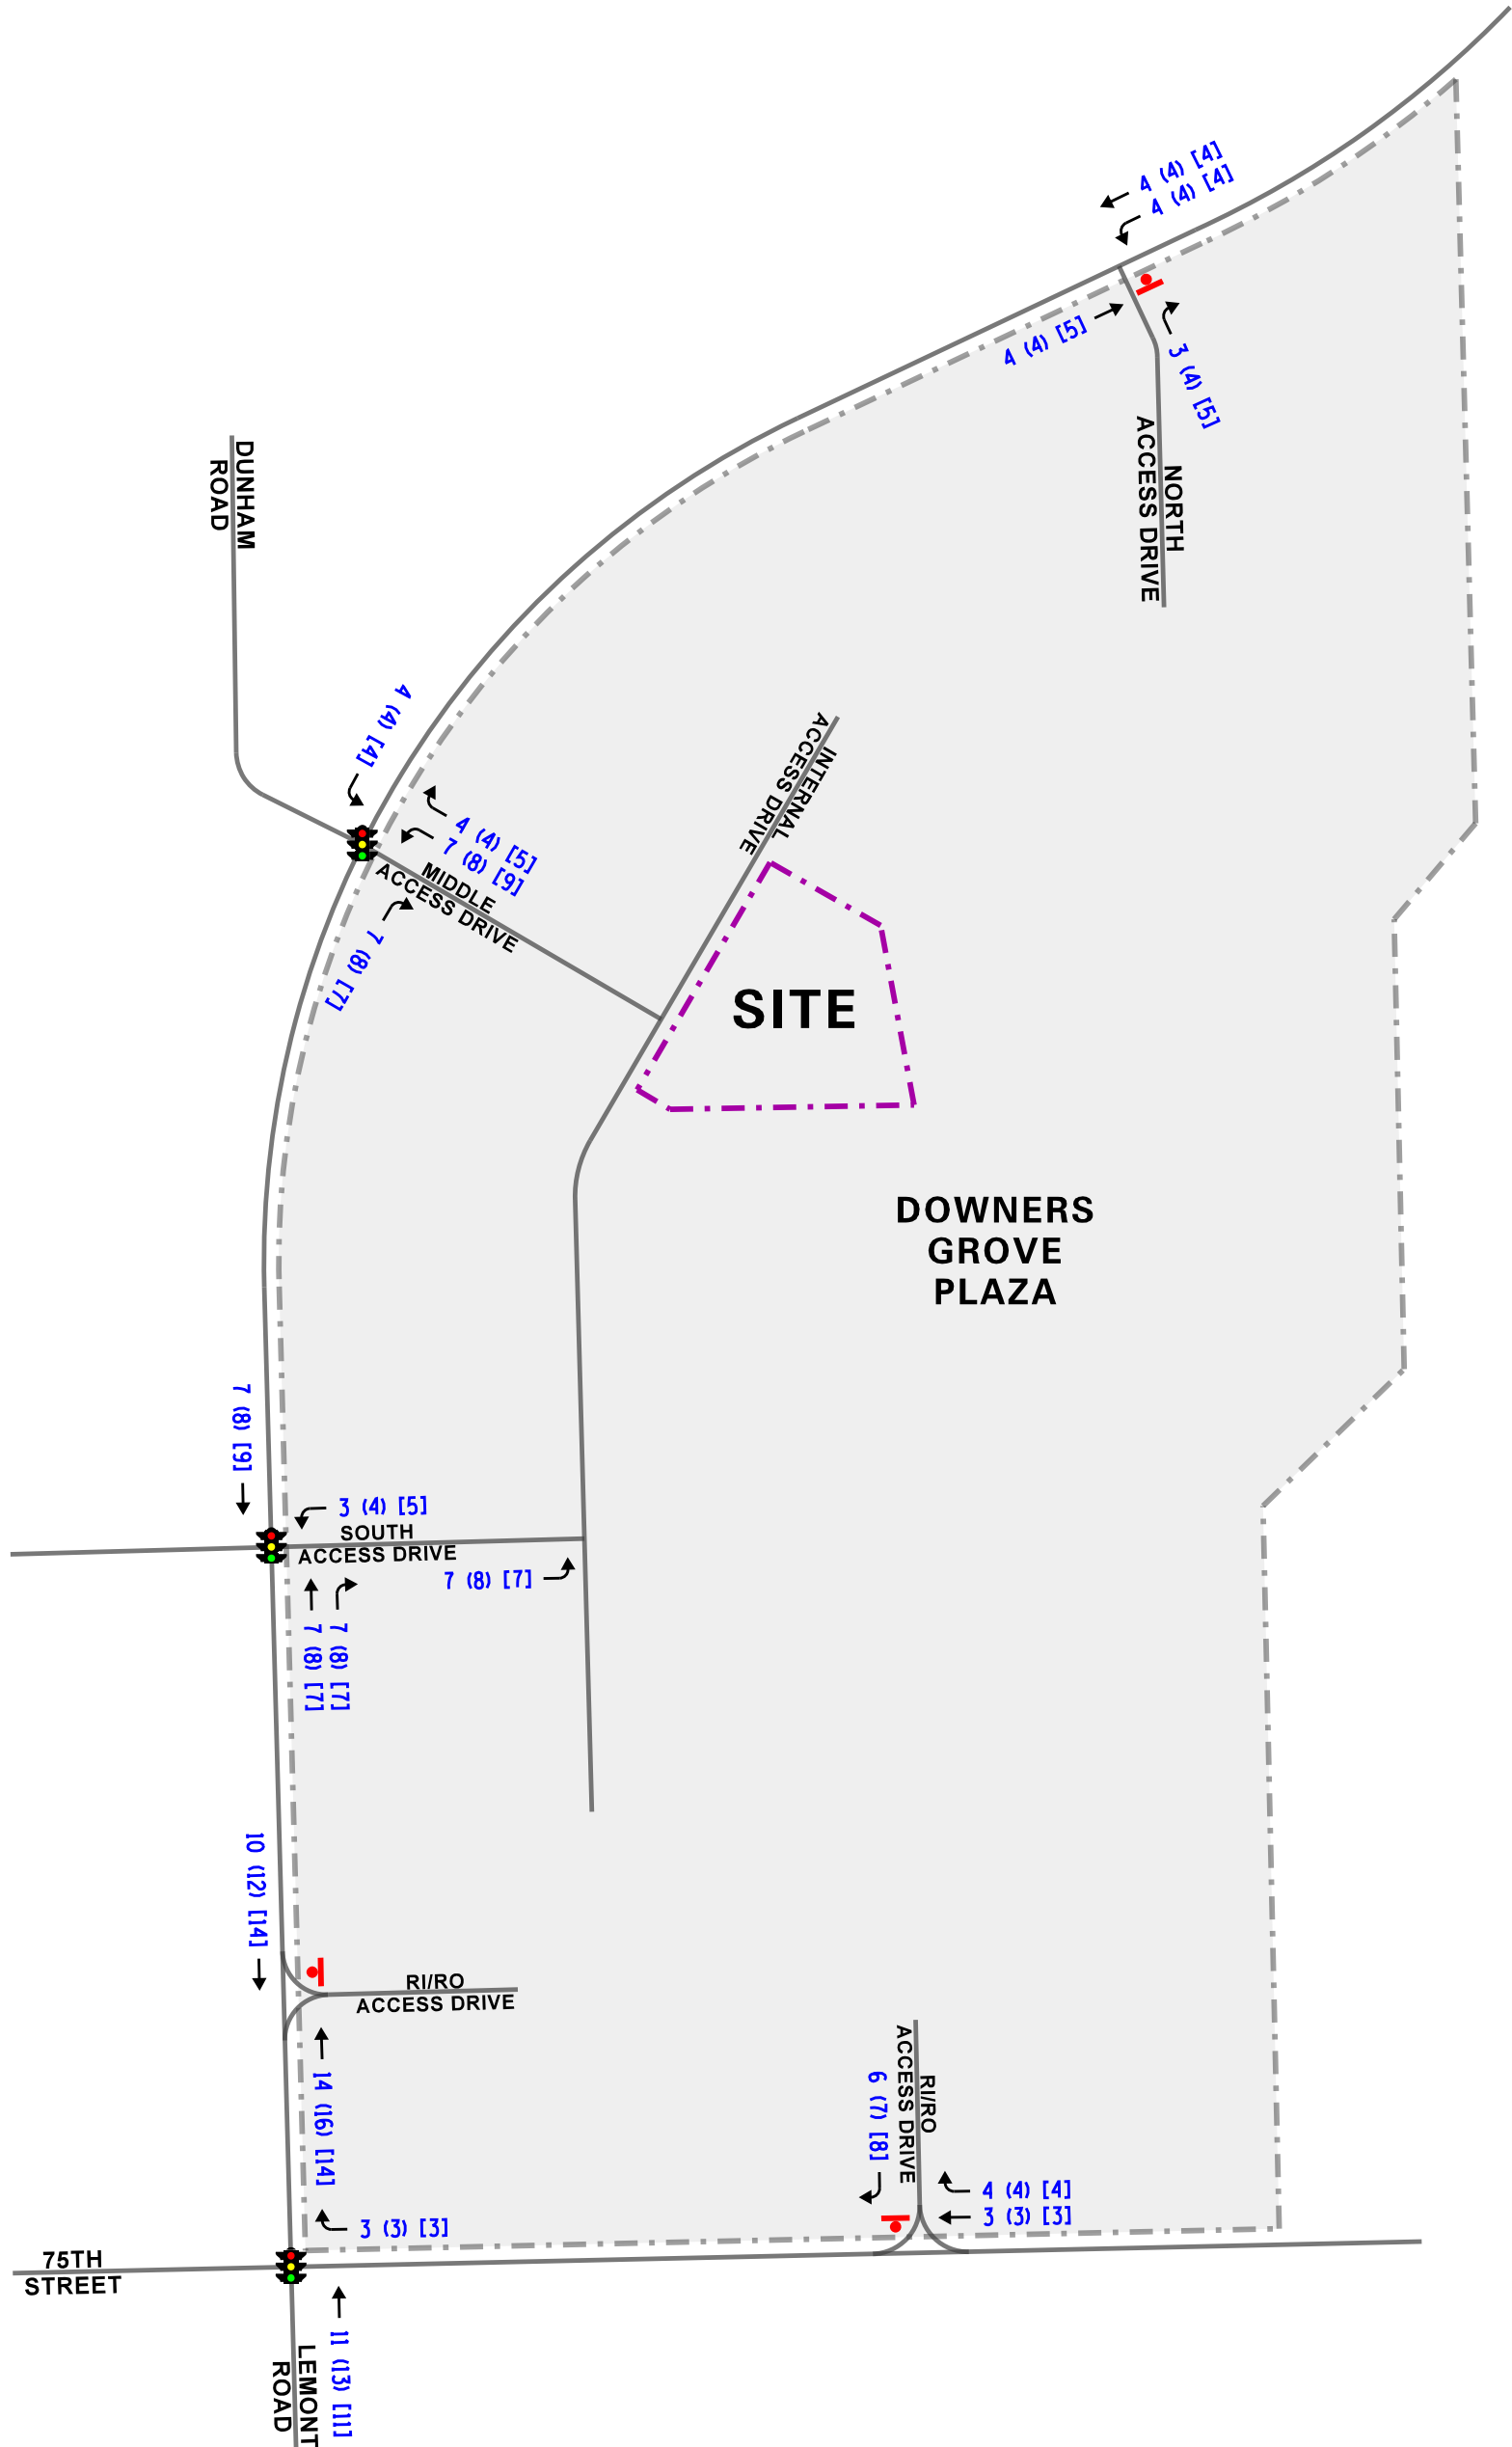 4 (4) [4]
4 (4) [4]
4 (4) [5]
3 (4) [5]
NORTH
ACCESS DRIVE
DUNHAM
ROAD
4 (4) [4]
4 (4) [5]
7 (8) [9]
MIDDLE
ACCESS DRIVE
7 (8) [7]
INTERNAL
ACCESS DRIVE
SITE
DOWNERS
GROVE
PLAZA
7 (8) [9]
3 (4) [5]
SOUTH
ACCESS DRIVE
7 (8) [7]
7 (8) [7]
7 (8) [7]
10 (12) [14]
RI/RO
ACCESS DRIVE
14 (16) [14]
RI/RO
ACCESS DRIVE
6 (7) [8]
4 (4) [4]
3 (3) [3]
3 (3) [3]
75TH
STREET
LEMONT
ROAD
11 (13) [11]